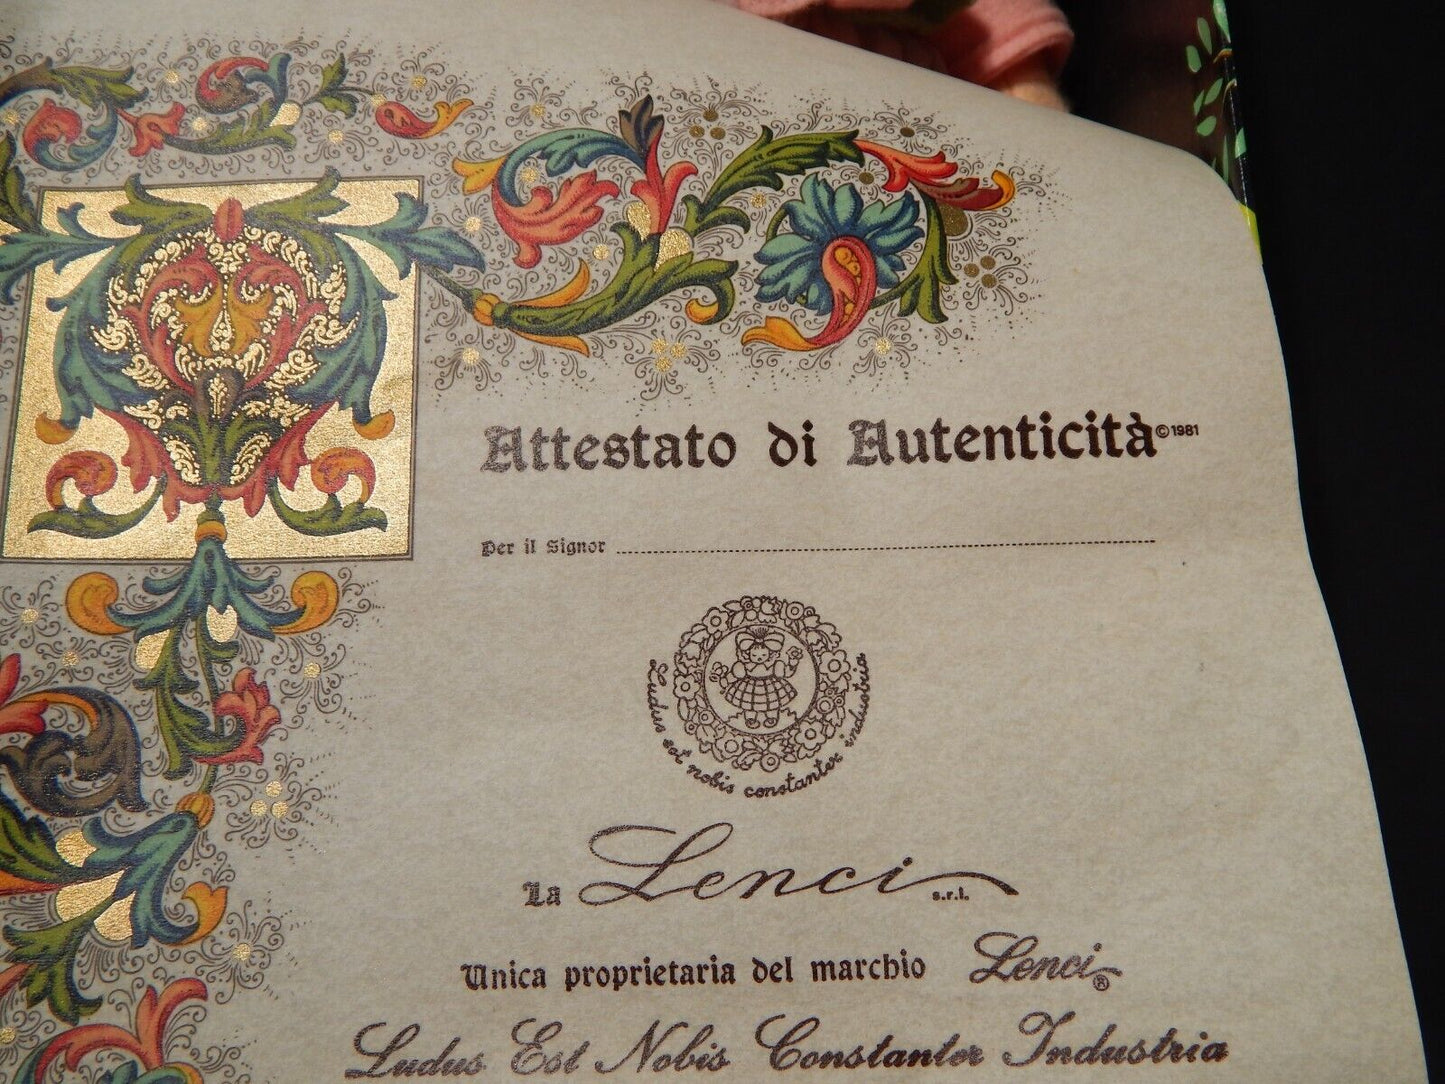 Attestato di Autenticità © 1981
Per il Signor
Ludus est nobis constanter industria
La Lenci s.r.l.
Unica proprietaria del marchio Lenci ®
Ludus Est Nobis Constanter Industria